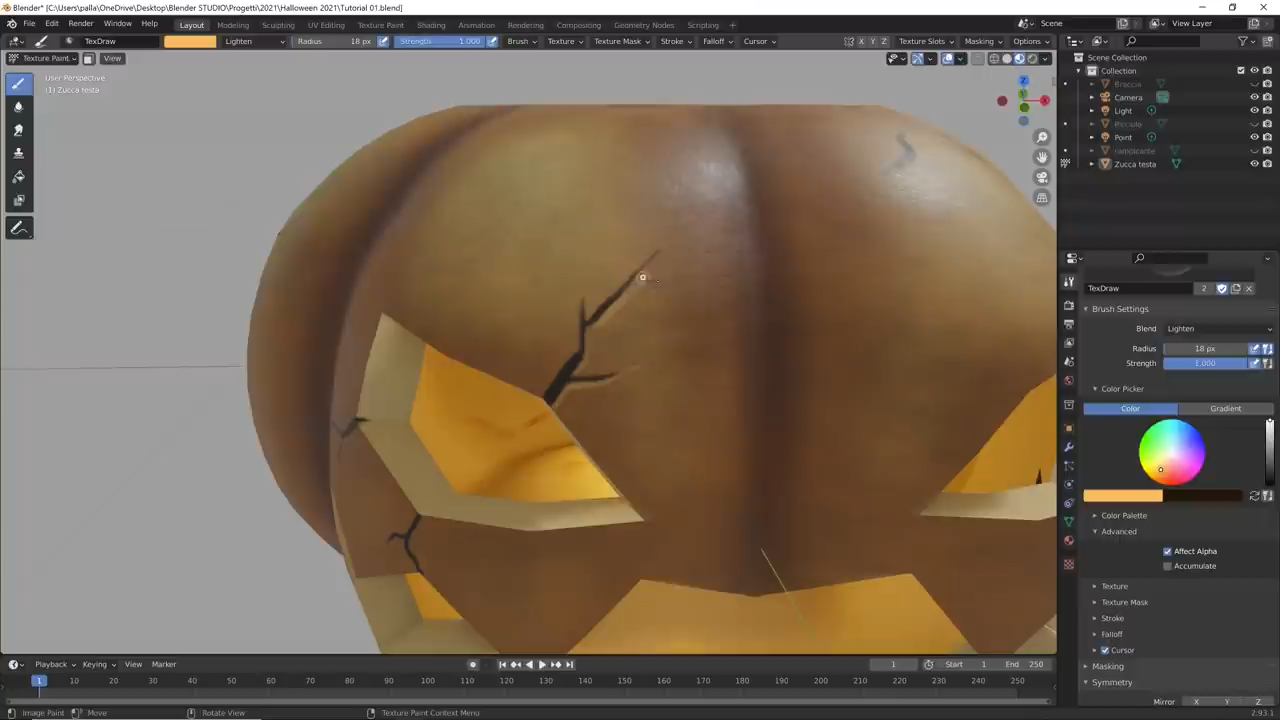 Blender* [C:\Users\palla\OneDrive\Desktop\Blender STUDIO\Progetti\2021\Halloween 2021\Tutorial 01.blend]
File Edit Render Window Help Layout Modeling Sculpting UV Editing Texture Paint Shading Animation Rendering Compositing Geometry Nodes Scripting + Scene View Layer
TexDraw Lighten Radius 18 px Strength 1.000 Brush Texture Texture Mask Stroke Falloff Cursor X Y Z Texture Slots Masking Options
Texture Paint View
Scene Collection
Collection
User Perspective
(1) Zucca testa
Braccia
Camera
Light
Picciolo
Point
rampicante
Zucca testa
TexDraw 2
Brush Settings
Blend Lighten
Radius 18 px
Strength 1.000
Color Picker
Color Gradient
Color Palette
Advanced
Affect Alpha
Accumulate
Texture
Texture Mask
Stroke
Falloff
Cursor
Masking
Symmetry
Mirror X Y Z
Playback Keying View Marker 1 Start 1 End 250
1 10 20 30 40 50 60 70 80 90 100 110 120 130 140 150 160 170 180 190 200 210 220 230 240 250
Image Paint Move Rotate View Texture Paint Context Menu 2.93.1